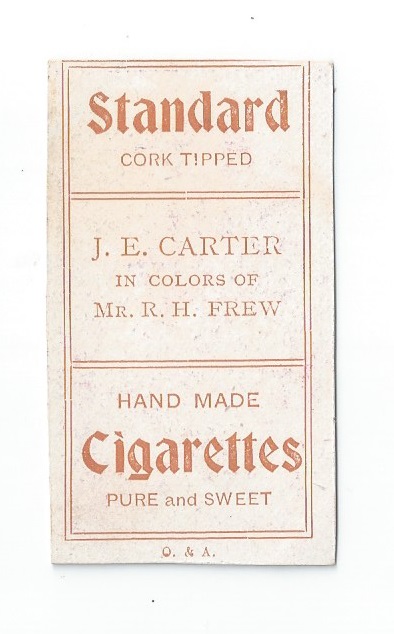 Standard
CORK TIPPED
J. E. CARTER
IN COLORS OF
MR. R. H. FREW
HAND MADE
Cigarettes
PURE and SWEET
O. & A.